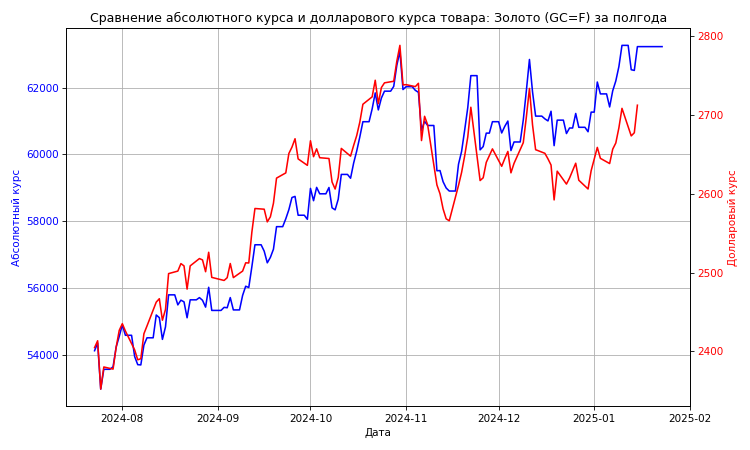 Сравнение абсолютного курса и долларового курса товара: Золото (GC=F) за полгода
2800
62000
2700
60000
Абсолютный курс
Долларовый курс
2600
58000
2500
56000
2400
54000
2024-08 2024-09 2024-10 2024-11 2024-12 2025-01 2025-02
Дата